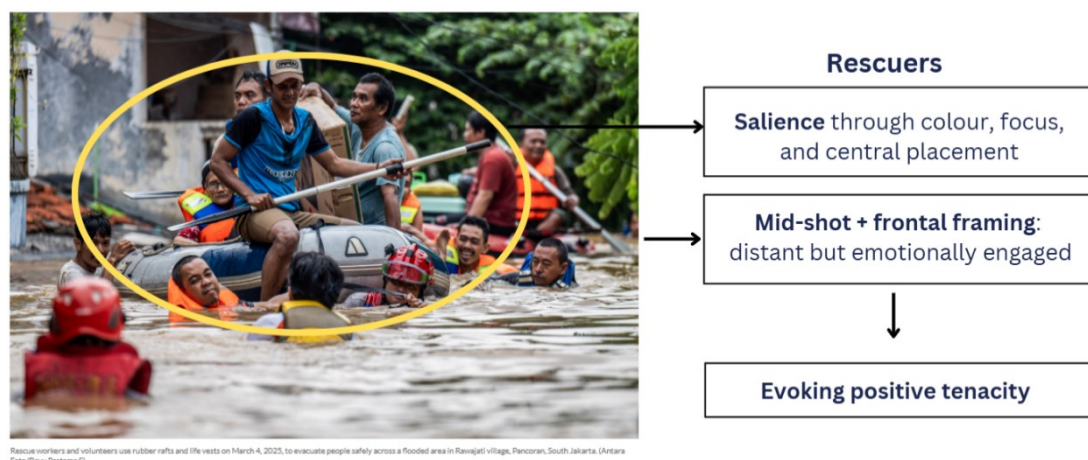 Rescuers
Salience through colour, focus,
and central placement
Mid-shot + frontal framing:
distant but emotionally engaged
Evoking positive tenacity
Rescue workers and volunteers use rubber rafts and life vests on March 4, 2025, to evacuate people safely across a flooded area in Rawajati village, Pancoran, South Jakarta. (Antara